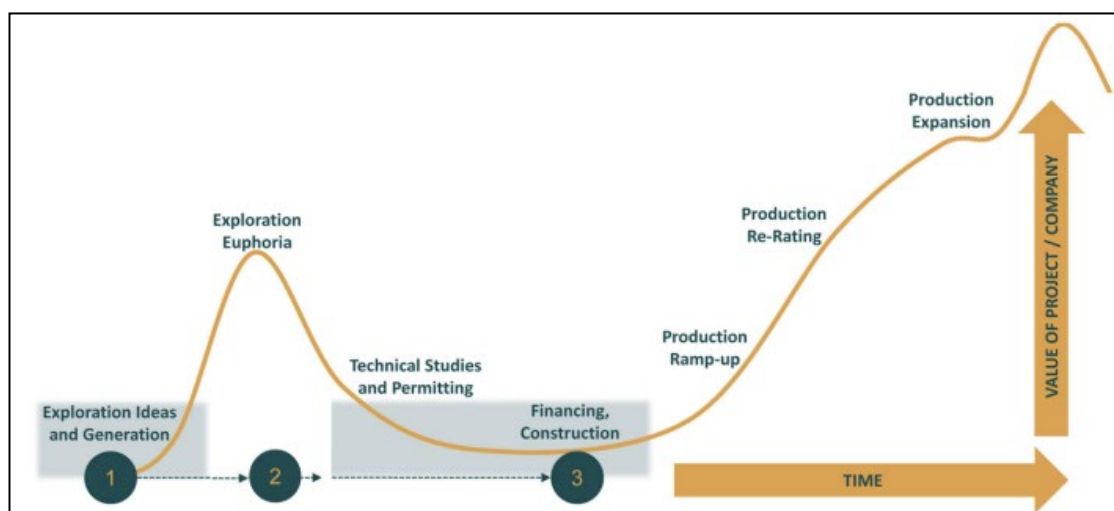 Production
Expansion
Exploration
Euphoria
Production
Re-Rating
Production
Ramp-up
Technical Studies
and Permitting
Exploration Ideas
and Generation
Financing,
Construction
1
2
3
TIME
VALUE OF PROJECT / COMPANY